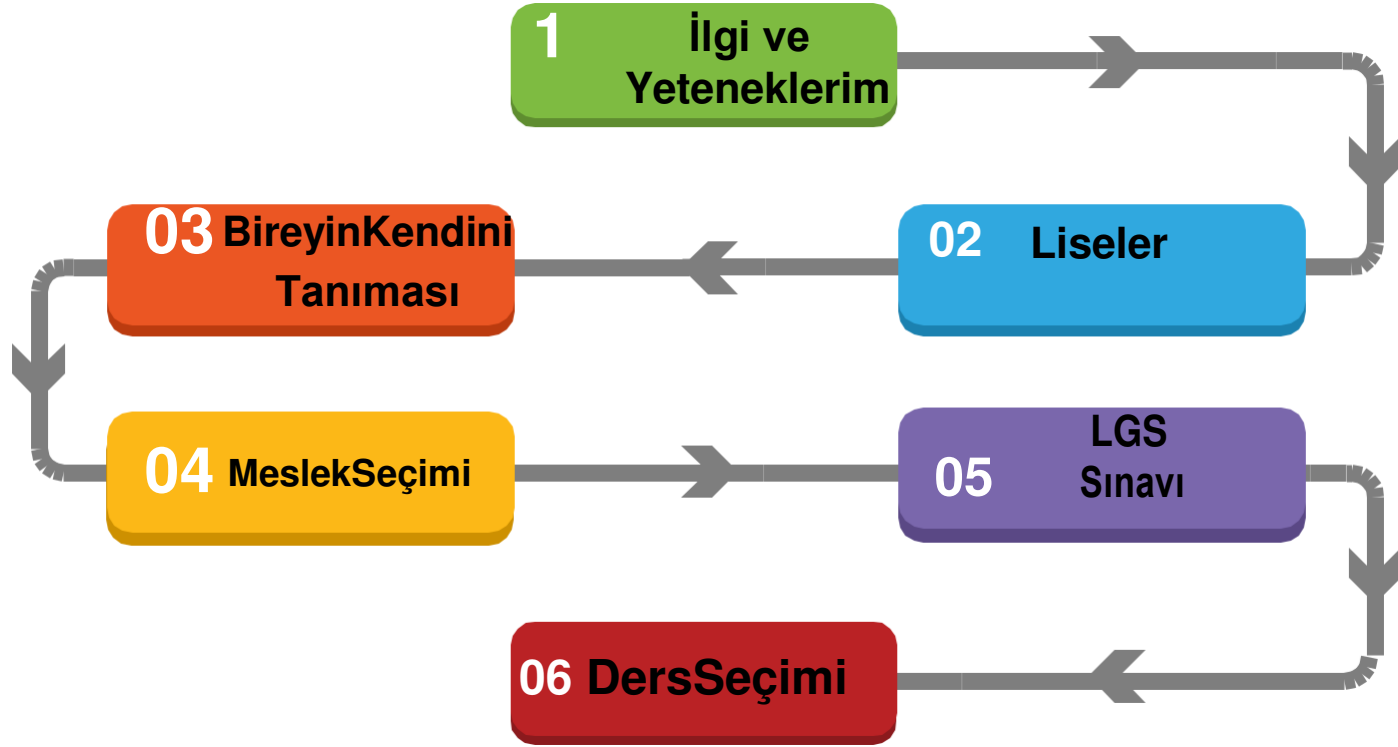 1 İlgi ve
Yeteneklerim
02 Liseler
03 BireyinKendini
Tanıması
04 MeslekSeçimi
LGS
05 Sınavı
06 DersSeçimi